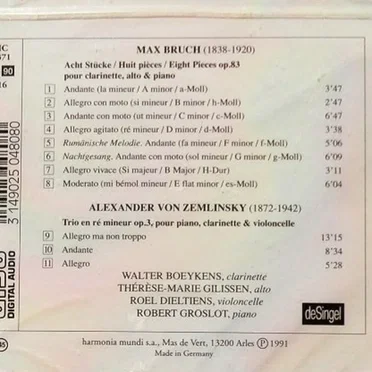 MAX BRUCH (1838-1920)
Acht Stücke / Huit pièces / Eight Pieces op.83
pour clarinette, alto & piano
1 Andante (la mineur / A minor / a-Moll) 3'47
2 Allegro con moto (si mineur / B minor / h-Moll) 2'47
3 Andante con moto (ut mineur / C minor / c-Moll) 6'47
4 Allegro agitato (ré mineur / D minor / d-Moll) 3'38
5 Rumänische Melodie. Andante (fa mineur / F minor / f-Moll) 5'06
6 Nachtgesang. Andante con moto (sol mineur / G minor / g-Moll) 6'09
7 Allegro vivace (Si majeur / B major / H-Dur) 3'11
8 Moderato (mi bémol mineur / E flat minor / es-Moll) 6'04
ALEXANDER VON ZEMLINSKY (1872-1942)
Trio en ré mineur op.3, pour piano, clarinette & violoncelle
9 Allegro ma non troppo 13'15
10 Andante 8'34
11 Allegro 5'28
WALTER BOEYKENS, clarinette
THÉRÈSE-MARIE GILISSEN, alto
ROEL DIELTIENS, violoncelle
ROBERT GROSLOT, piano
deSingel
harmonia mundi s.a., Mas de Vert, 13200 Arles Ⓟ 1991
Made in Germany
90
3 149025 048080
DIGITAL AUDIO